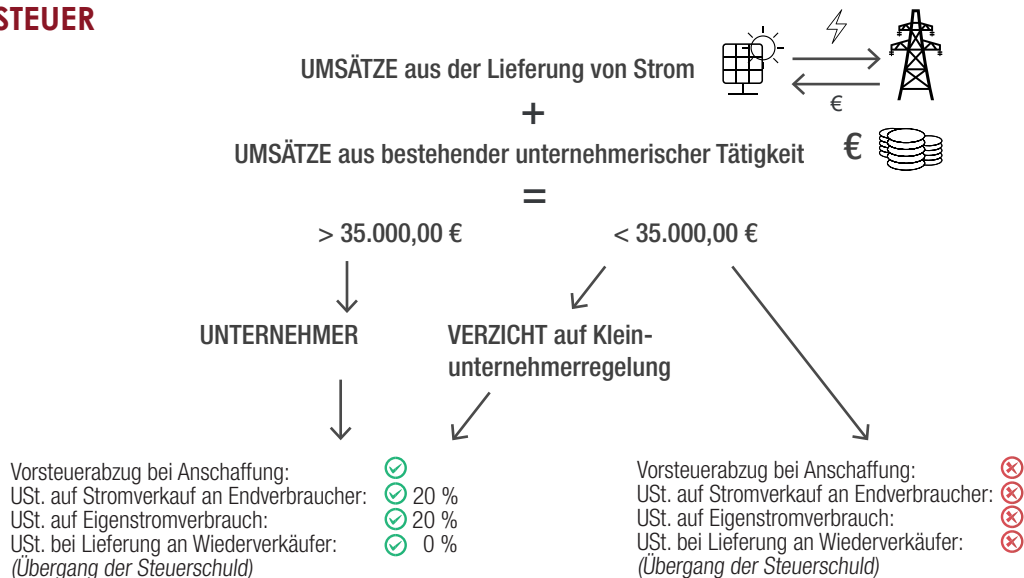 STEUER
UMSÄTZE aus der Lieferung von Strom
€
+
UMSÄTZE aus bestehender unternehmerischer Tätigkeit €
=
> 35.000,00 € < 35.000,00 €
UNTERNEHMER
VERZICHT auf Klein-
unternehmerregelung
Vorsteuerabzug bei Anschaffung:
USt. auf Stromverkauf an Endverbraucher: 20 %
USt. auf Eigenstromverbrauch: 20 %
USt. bei Lieferung an Wiederverkäufer: 0 %
(Übergang der Steuerschuld)
Vorsteuerabzug bei Anschaffung:
USt. auf Stromverkauf an Endverbraucher:
USt. auf Eigenstromverbrauch:
USt. bei Lieferung an Wiederverkäufer:
(Übergang der Steuerschuld)